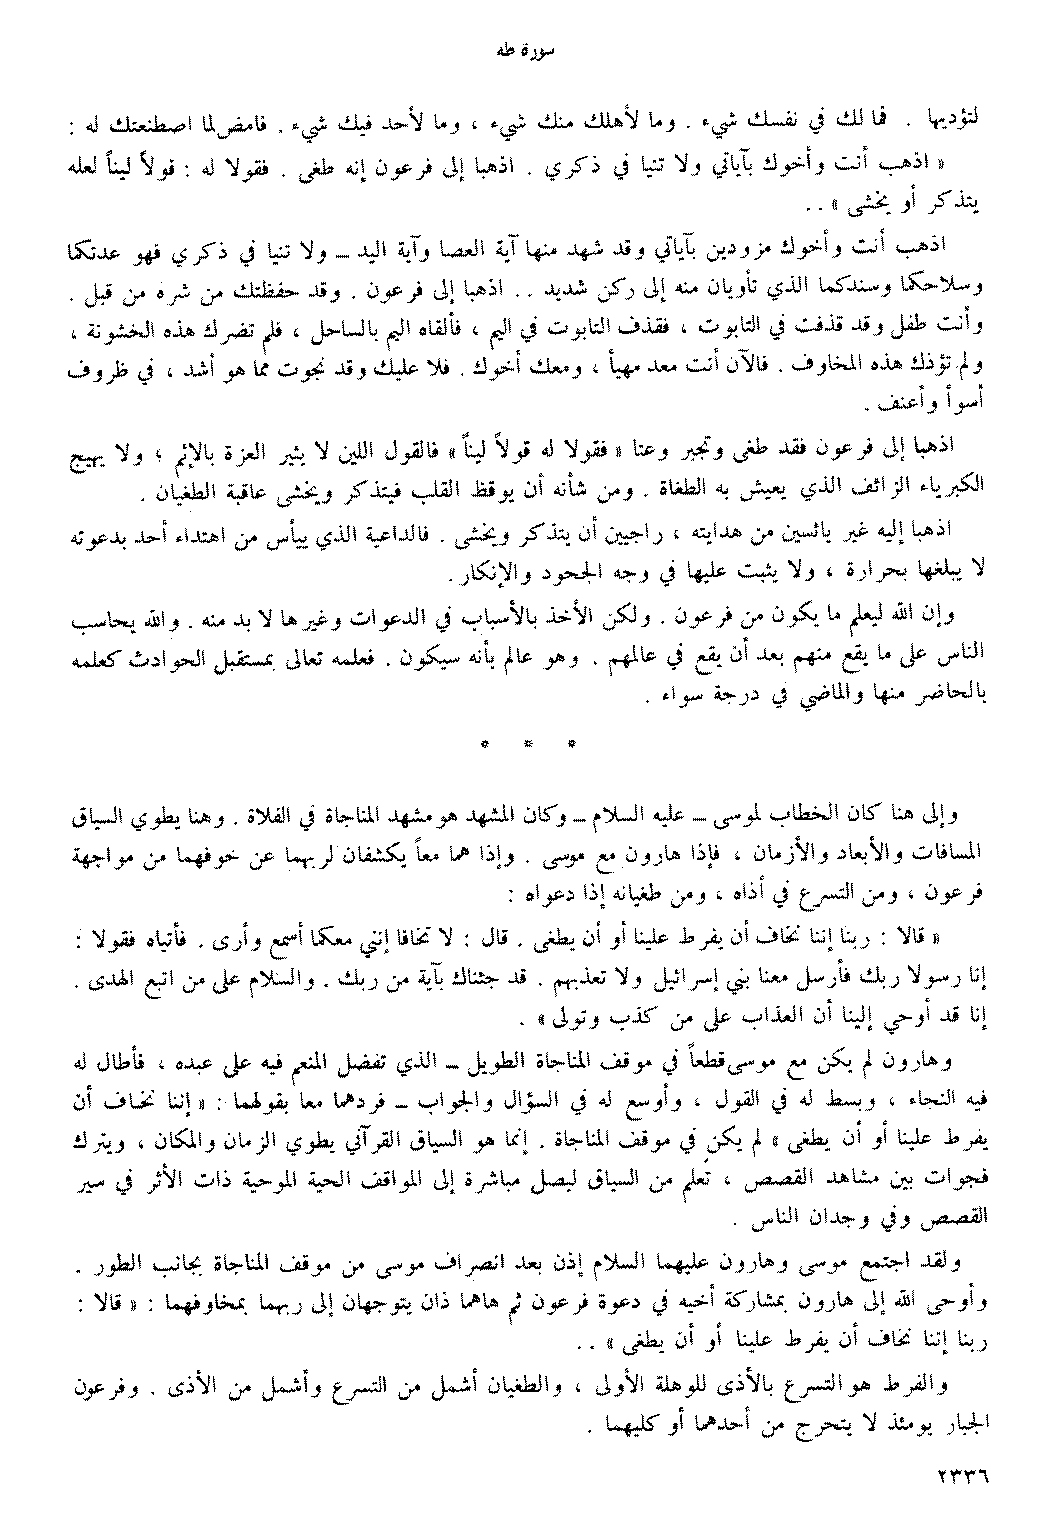 سورة طه
لتؤديها . فما لك في نفسك شيء . وما لأهلك منك شيء ، وما لأحد فيك شيء . فامض لما اصطنعتك له :
« اذهب أنت وأخوك بآياتي ولا تنيا في ذكري . اذهبا إلى فرعون إنه طغى . فقولا له : قولاً ليناً لعله
يتذكر أو يخشى » . .
اذهب أنت وأخوك مزودين بآياتي وقد شهد منها آية العصا وآية اليد – ولا تنيا في ذكري فهو عدتكما
وسلاحكما وسندكما الذي تأويان منه إلى ركن شديد . . اذهبا إلى فرعون . وقد حفظتك من شره من قبل .
وأنت طفل وقد قذفت في التابوت ، فقذف التابوت في اليم ، فألقاه اليم بالساحل ، فلم تضرك هذه الخشونة ،
ولم تؤذك هذه المخاوف . فالآن أنت معد مهيأ ، ومعك أخوك . فلا عليك وقد نجوت مما هو أشد ، في ظروف
أسوأ وأعنف .
اذهبا إلى فرعون فقد طغى وتجبر وعتا « فقولا له قولاً ليناً » فالقول اللين لا يثير العزة بالإثم ؛ ولا يهيج
الكبرياء الزائف الذي يعيش به الطغاة . ومن شأنه أن يوقظ القلب فيتذكر ويخشى عاقبة الطغيان .
اذهبا إليه غير يائسين من هدايته ، راجيين أن يتذكر ويخشى . فالداعية الذي ييأس من اهتداء أحد بدعوته
لا يبلغها بحرارة ، ولا يثبت عليها في وجه الجحود والإنكار .
وإن الله ليعلم ما يكون من فرعون . ولكن الأخذ بالأسباب في الدعوات وغيرها لا بد منه . والله يحاسب
الناس على ما يقع منهم بعد أن يقع في عالمهم . وهو عالم بأنه سيكون . فعلمه تعالى بمستقبل الحوادث كعلمه
بالحاضر منها والماضي في درجة سواء .
* * *
وإلى هنا كان الخطاب لموسى – عليه السلام – وكان المشهد هو مشهد المناجاة في الفلاة . وهنا يطوي السياق
المسافات والأبعاد والأزمان ، فإذا هارون مع موسى . وإذا هما معاً يكشفان لربهما عن خوفهما من مواجهة
فرعون ، ومن التسرع في أذاه ، ومن طغيانه إذا دعواه :
« قالا : ربنا إننا نخاف أن يفرط علينا أو أن يطغى . قال : لا تخافا إنني معكما أسمع وأرى . فأتياه فقولا :
إنا رسولا ربك فأرسل معنا بني إسرائيل ولا تعذبهم . قد جئناك بآية من ربك . والسلام على من اتبع الهدى .
إنا قد أوحي إلينا أن العذاب على من كذب وتولى » .
وهارون لم يكن مع موسى قطعاً في موقف المناجاة الطويل – الذي تفضل المنعم فيه على عبده ، فأطال له
فيه النجاء ، وبسط له في القول ، وأوسع له في السؤال والجواب – فردهما معا بقولهما : « إننا نخاف أن
يفرط علينا أو أن يطغى » لم يكن في موقف المناجاة . إنما هو السياق القرآني يطوي الزمان والمكان ، ويترك
فجوات بين مشاهد القصص ، تعلم من السياق ليصل مباشرة إلى المواقف الحية الموحية ذات الأثر في سير
القصص وفي وجدان الناس .
ولقد اجتمع موسى وهارون عليهما السلام إذن بعد انصراف موسى من موقف المناجاة بجانب الطور .
وأوحى الله إلى هارون بمشاركة أخيه في دعوة فرعون ثم هاهما ذان يتوجهان إلى ربهما بمخاوفهما : « قالا :
ربنا إننا نخاف أن يفرط علينا أو أن يطغى » . .
والفرط هو التسرع بالأذى للوهلة الأولى ، والطغيان أشمل من التسرع وأشمل من الأذى . وفرعون
الجبار يومئذ لا يتحرج من أحدهما أو كليهما .
٢٣٣٦